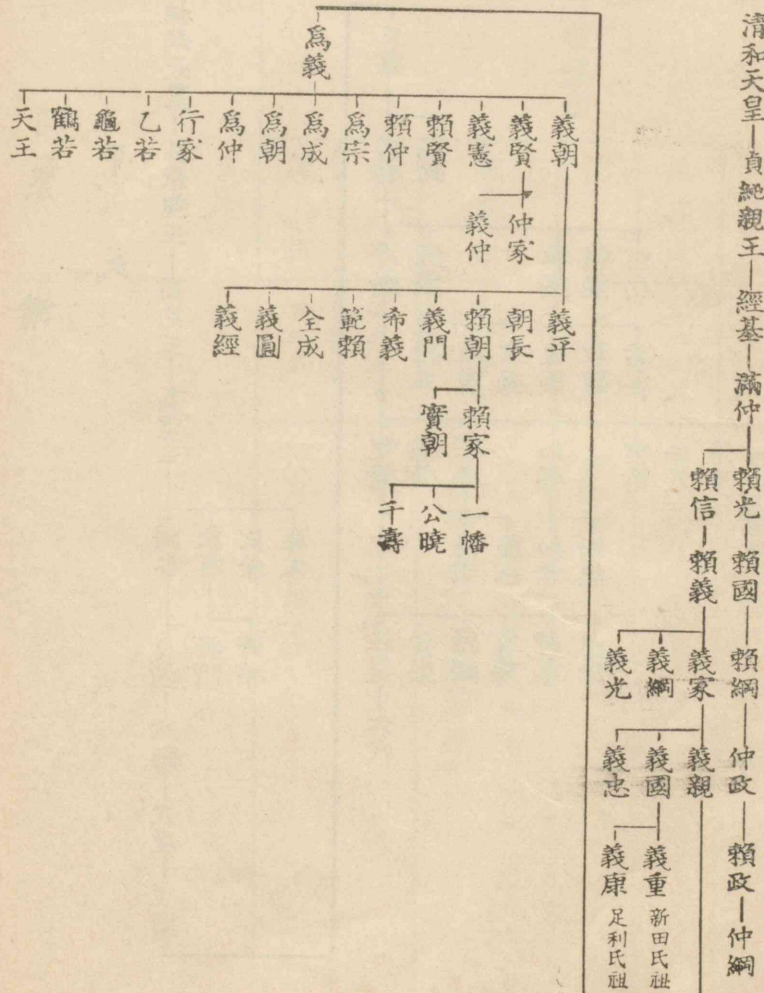 清和天皇―貞純親王―經基―滿仲
賴光―賴國―賴綱―仲政―賴政―仲綱
賴信―賴義
義家
義綱
義光
義親
義國
義忠
義重 新田氏祖
義康 足利氏祖
爲義
義朝
義賢
義憲
賴賢
賴仲
爲宗
爲成
爲朝
爲仲
行家
乙若
龜若
鶴若
天王
仲家
義仲
義平
朝長
賴朝
義門
希義
範賴
全成
義圓
義經
賴家
實朝
一幡
公曉
千壽